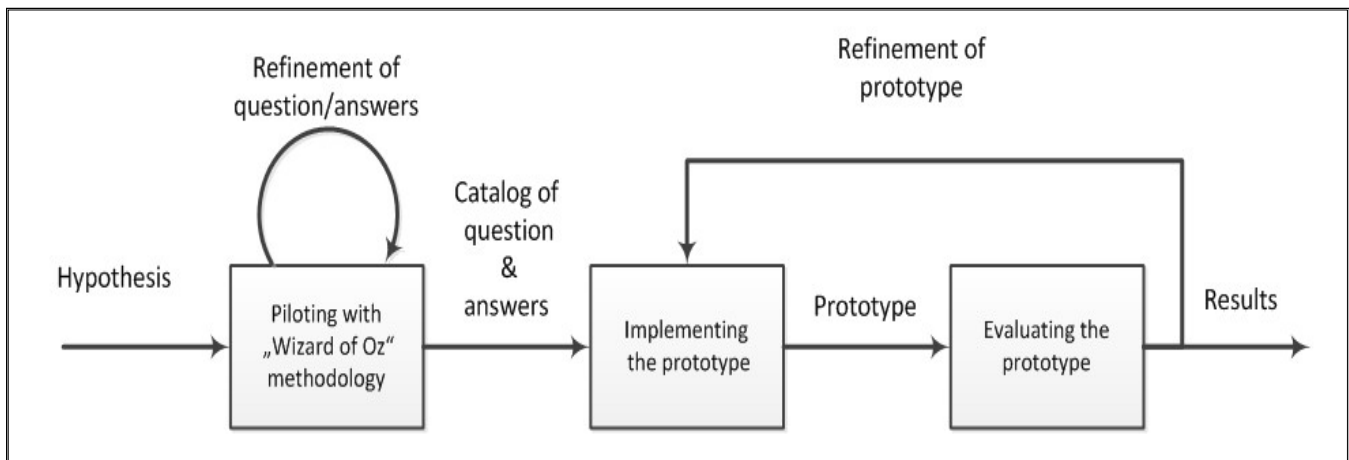 Refinement of
question/answers
Refinement of
prototype
Hypothesis
Catalog of
question
&
answers
Prototype
Results
Piloting with
„Wizard of Oz“
methodology
Implementing
the prototype
Evaluating the
prototype